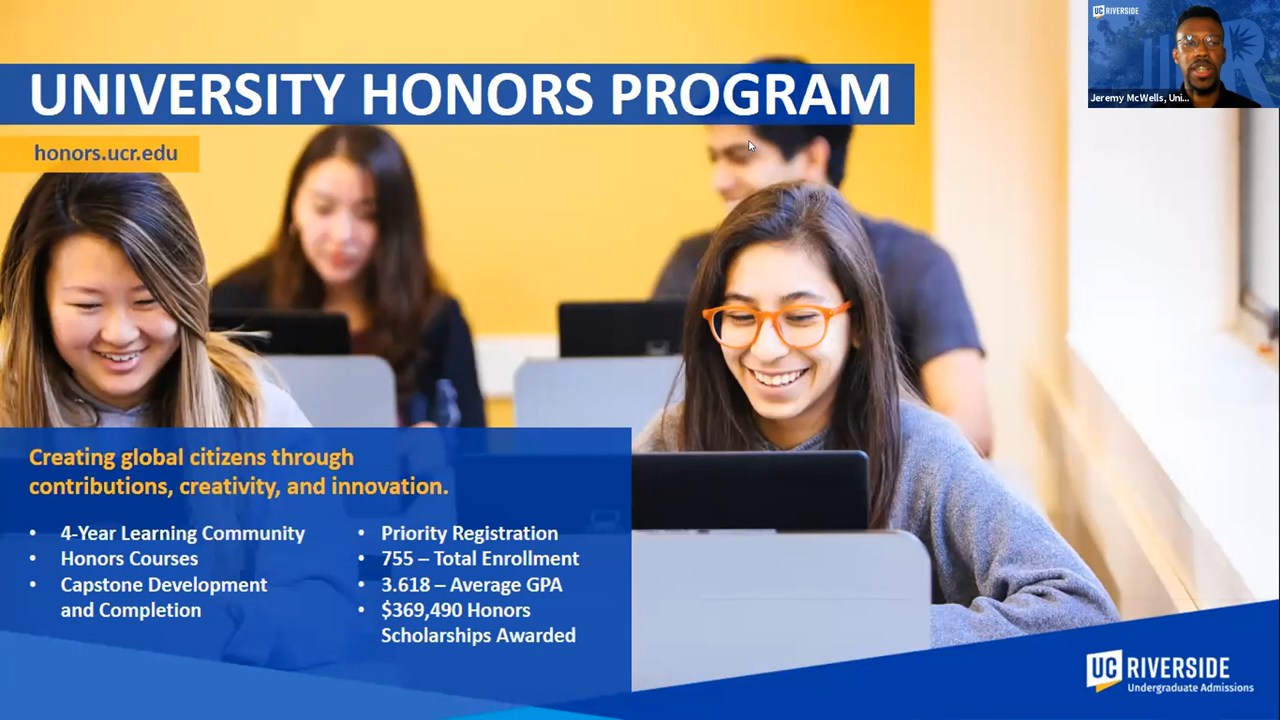 UC RIVERSIDE
Jeremy McWells, Uni...
UNIVERSITY HONORS PROGRAM
honors.ucr.edu
Creating global citizens through
contributions, creativity, and innovation.
• 4-Year Learning Community
• Honors Courses
• Capstone Development
and Completion
• Priority Registration
• 755 – Total Enrollment
• 3.618 – Average GPA
• $369,490 Honors
Scholarships Awarded
UC RIVERSIDE
Undergraduate Admissions